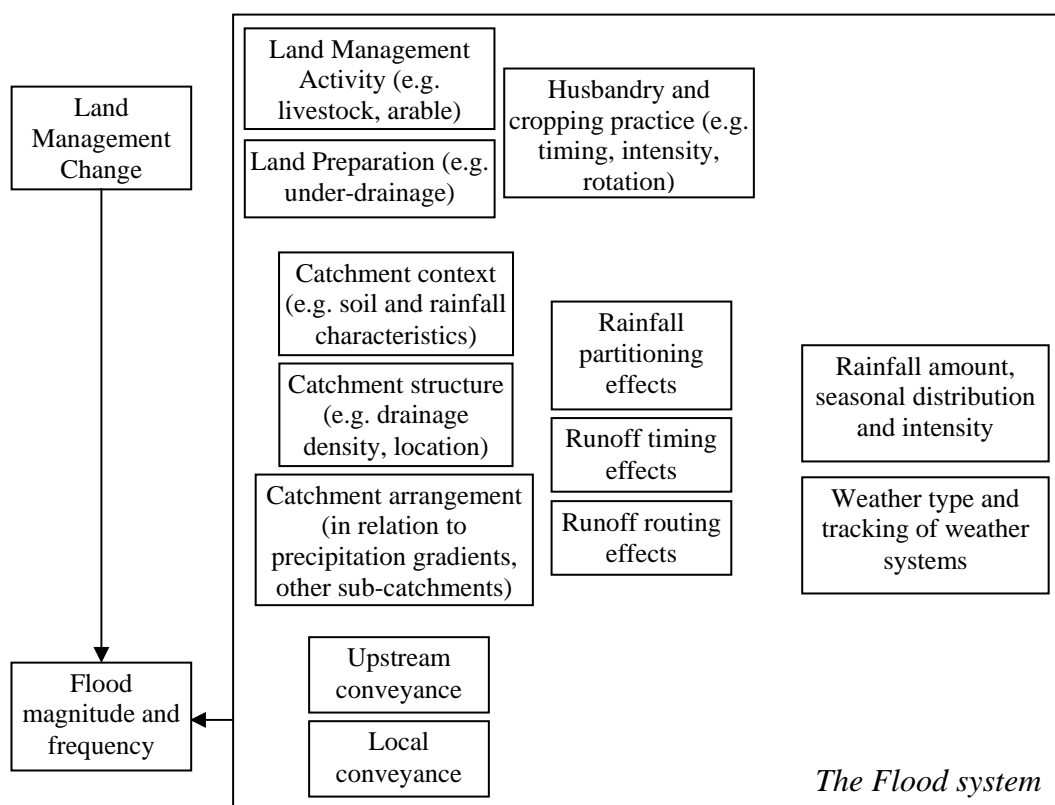 Land
Management
Change
Flood
magnitude and
frequency
Land Management
Activity (e.g.
livestock, arable)
Land Preparation (e.g.
under-drainage)
Husbandry and
cropping practice (e.g.
timing, intensity,
rotation)
Catchment context
(e.g. soil and rainfall
characteristics)
Catchment structure
(e.g. drainage
density, location)
Catchment arrangement
(in relation to
precipitation gradients,
other sub-catchments)
Rainfall
partitioning
effects
Runoff timing
effects
Runoff routing
effects
Rainfall amount,
seasonal distribution
and intensity
Weather type and
tracking of weather
systems
Upstream
conveyance
Local
conveyance
The Flood system